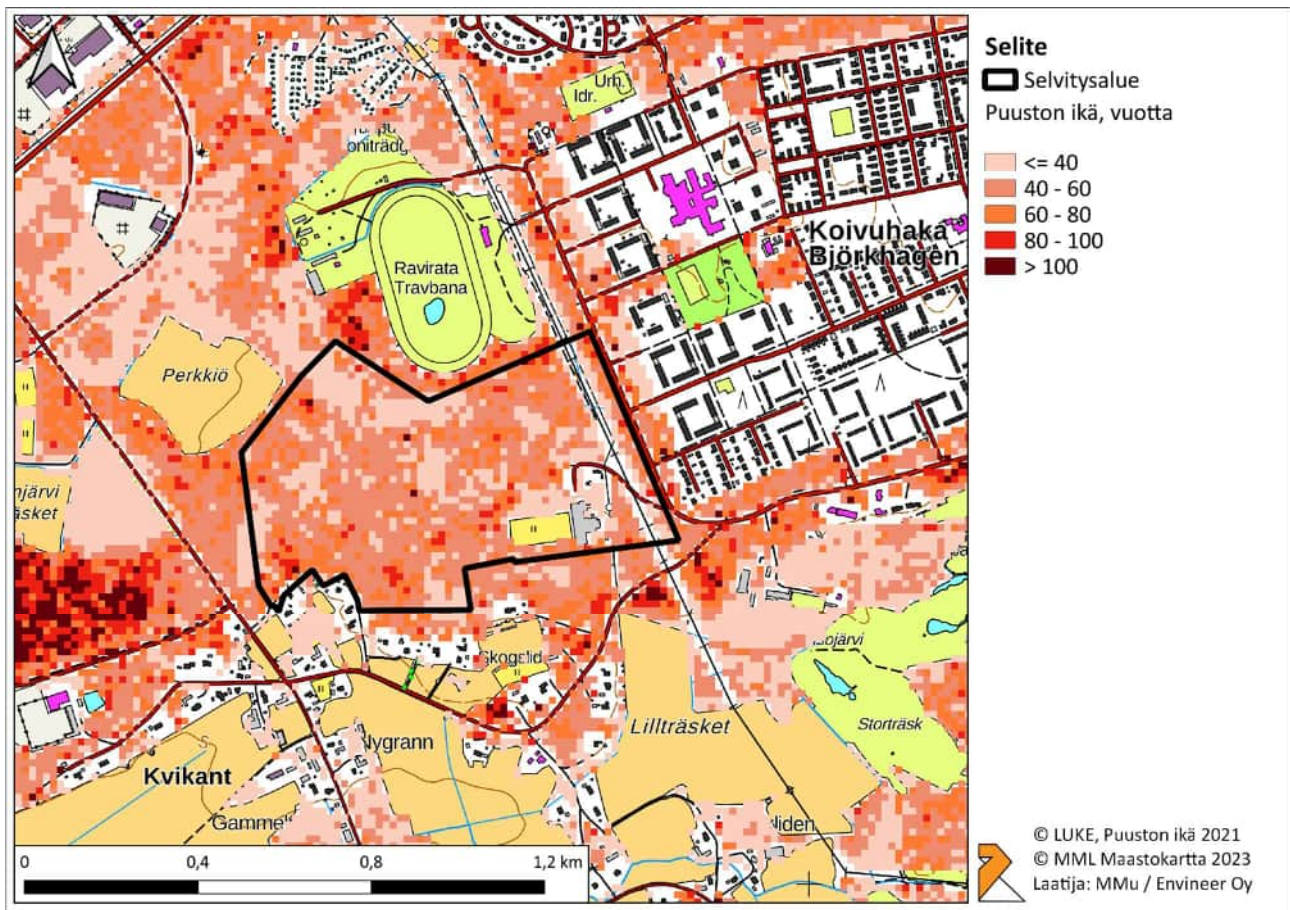 Urh.
Idr.
Ravirata
Travbana
Koivuhaka
Björkhagen
Perkkiö
Skogslid
Lillträsket
Storträsk
Nygrann
Kvikant
0 0,4 0,8 1,2 km
Selite
Selvitysalue
Puuston ikä, vuotta
<= 40
40 - 60
60 - 80
80 - 100
> 100
© LUKE, Puuston ikä 2021
© MML Maastokartta 2023
Laatija: MMu / Envineer Oy